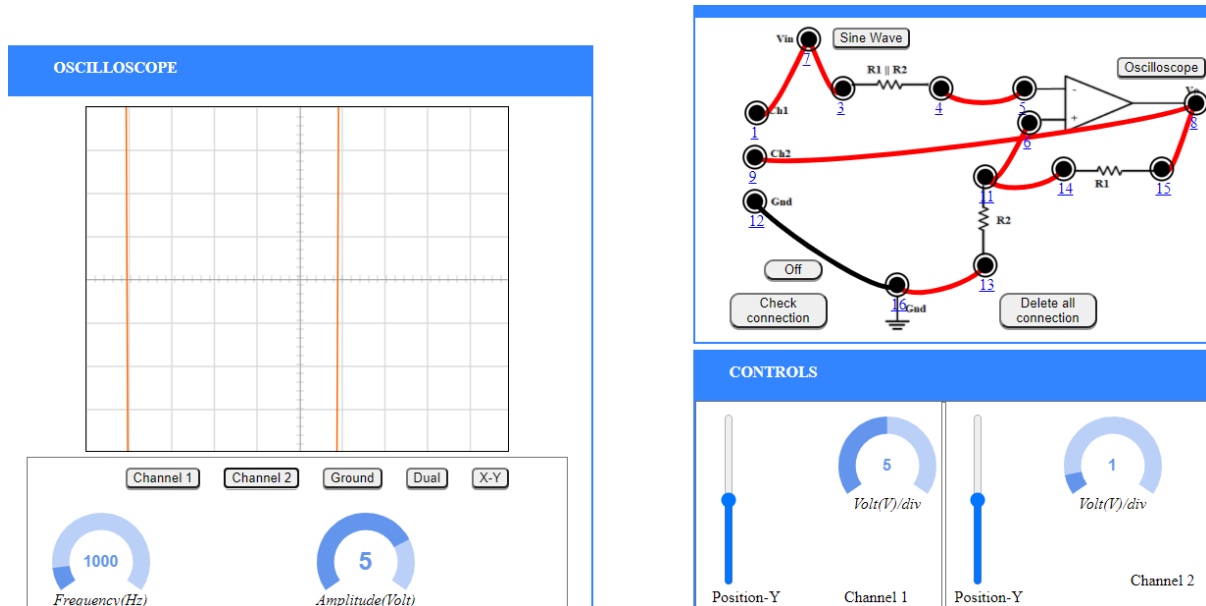 OSCILLOSCOPE
Channel 1
Channel 2
Ground
Dual
X-Y
1000
Frequency(Hz)
5
Amplitude(Volt)
Vin
Sine Wave
7
R1 || R2
Oscilloscope
Ch1
1
3
4
5
-
+
6
Vo
8
Ch2
9
Gnd
12
11
14
R1
15
R2
Off
13
16
Gnd
Check
connection
Delete all
connection
CONTROLS
5
Volt(V)/div
Position-Y
Channel 1
1
Volt(V)/div
Position-Y
Channel 2